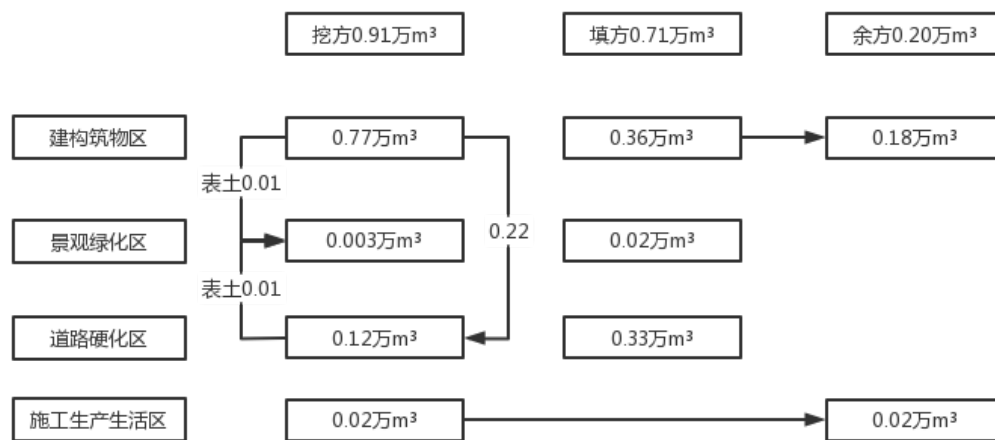 挖方0.91万m³
填方0.71万m³
余方0.20万m³
建构筑物区
0.77万m³
0.36万m³
0.18万m³
表土0.01
景观绿化区
0.003万m³
0.22
0.02万m³
表土0.01
道路硬化区
0.12万m³
0.33万m³
施工生产生活区
0.02万m³
0.02万m³